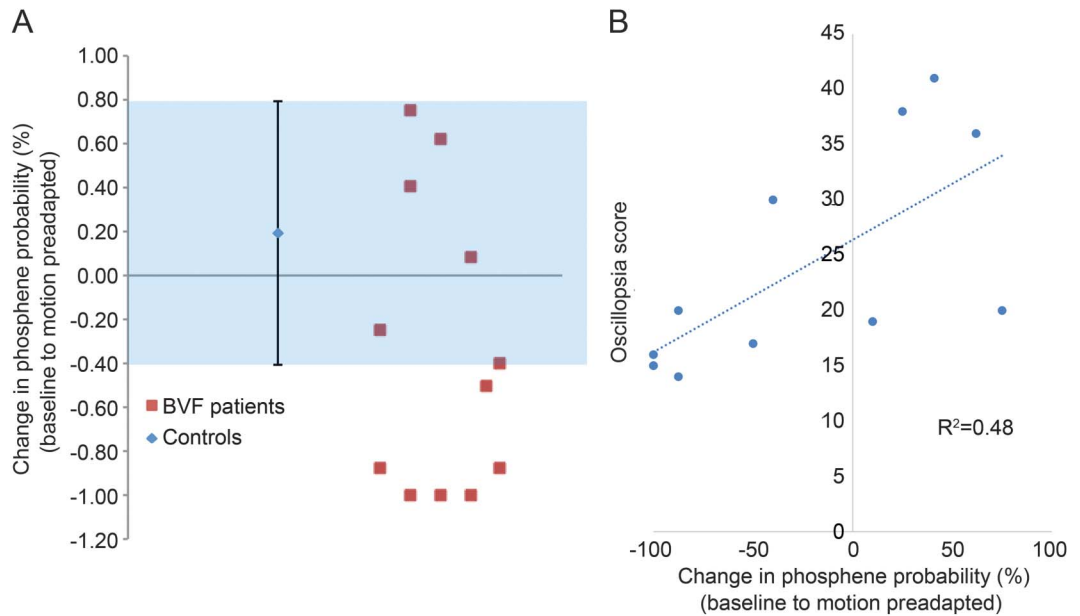 A
Change in phosphene probability (%)
(baseline to motion preadapted)
1.00
0.80
0.60
0.40
0.20
0.00
-0.20
-0.40
-0.60
-0.80
-1.00
-1.20
BVF patients
Controls
B
Oscillopsia score
45
40
35
30
25
20
15
10
5
0
R²=0.48
-100
-50
0
50
100
Change in phosphene probability (%)
(baseline to motion preadapted)